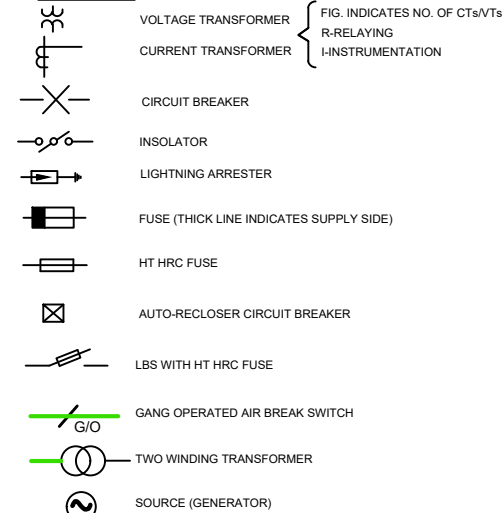 VOLTAGE TRANSFORMER
FIG. INDICATES NO. OF CTs/VTs
R-RELAYING
CURRENT TRANSFORMER
I-INSTRUMENTATION
CIRCUIT BREAKER
INSOLATOR
LIGHTNING ARRESTER
FUSE (THICK LINE INDICATES SUPPLY SIDE)
HT HRC FUSE
AUTO-RECLOSER CIRCUIT BREAKER
LBS WITH HT HRC FUSE
GANG OPERATED AIR BREAK SWITCH
G/O
TWO WINDING TRANSFORMER
SOURCE (GENERATOR)